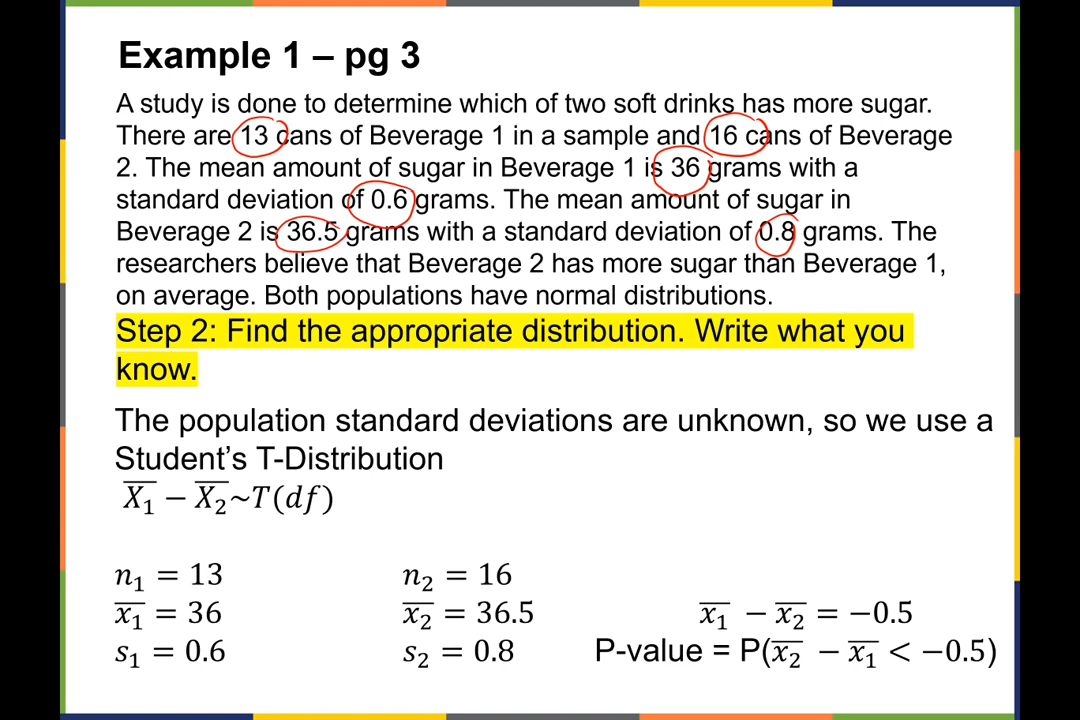 Example 1 – pg 3
A study is done to determine which of two soft drinks has more sugar.
There are 13 cans of Beverage 1 in a sample and 16 cans of Beverage
2. The mean amount of sugar in Beverage 1 is 36 grams with a
standard deviation of 0.6 grams. The mean amount of sugar in
Beverage 2 is 36.5 grams with a standard deviation of 0.8 grams. The
researchers believe that Beverage 2 has more sugar than Beverage 1,
on average. Both populations have normal distributions.
Step 2: Find the appropriate distribution. Write what you
know.
The population standard deviations are unknown, so we use a
Student’s T-Distribution
X̅₁ − X̅₂~T(df)
n₁ = 13 n₂ = 16
x̅₁ = 36 x̅₂ = 36.5 x̅₁ − x̅₂ = −0.5
s₁ = 0.6 s₂ = 0.8 P-value = P(x̅₂ − x̅₁ < −0.5)